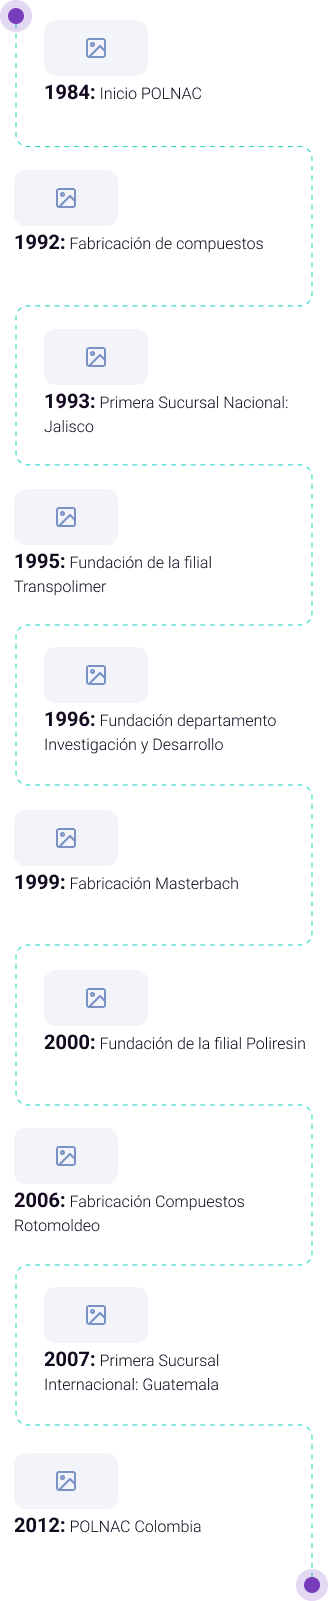 1984: Inicio POLNAC
1992: Fabricación de compuestos
1993: Primera Sucursal Nacional:
Jalisco
1995: Fundación de la filial
Transpolimer
1996: Fundación departamento
Investigación y Desarrollo
1999: Fabricación Masterbach
2000: Fundación de la filial Poliresin
2006: Fabricación Compuestos
Rotomoldeo
2007: Primera Sucursal
Internacional: Guatemala
2012: POLNAC Colombia